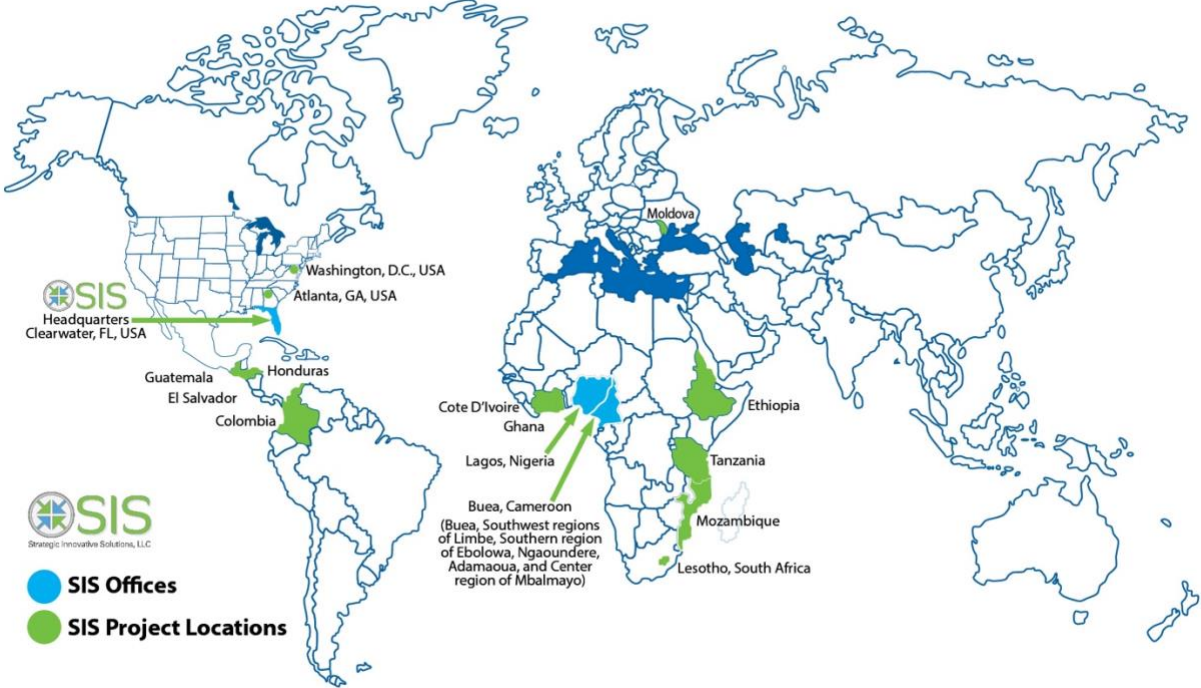 Moldova
Washington, D.C., USA
Atlanta, GA, USA
SIS
Headquarters
Clearwater, FL, USA
Guatemala
Honduras
El Salvador
Colombia
Cote D'Ivoire
Ghana
Ethiopia
Lagos, Nigeria
Tanzania
Buea, Cameroon
(Buea, Southwest regions
of Limbe, Southern region
of Ebolowa, Ngaoundere,
Adamaoua, and Center
region of Mbalmayo)
Mozambique
Lesotho, South Africa
SIS
Strategic Innovative Solutions, LLC
SIS Offices
SIS Project Locations